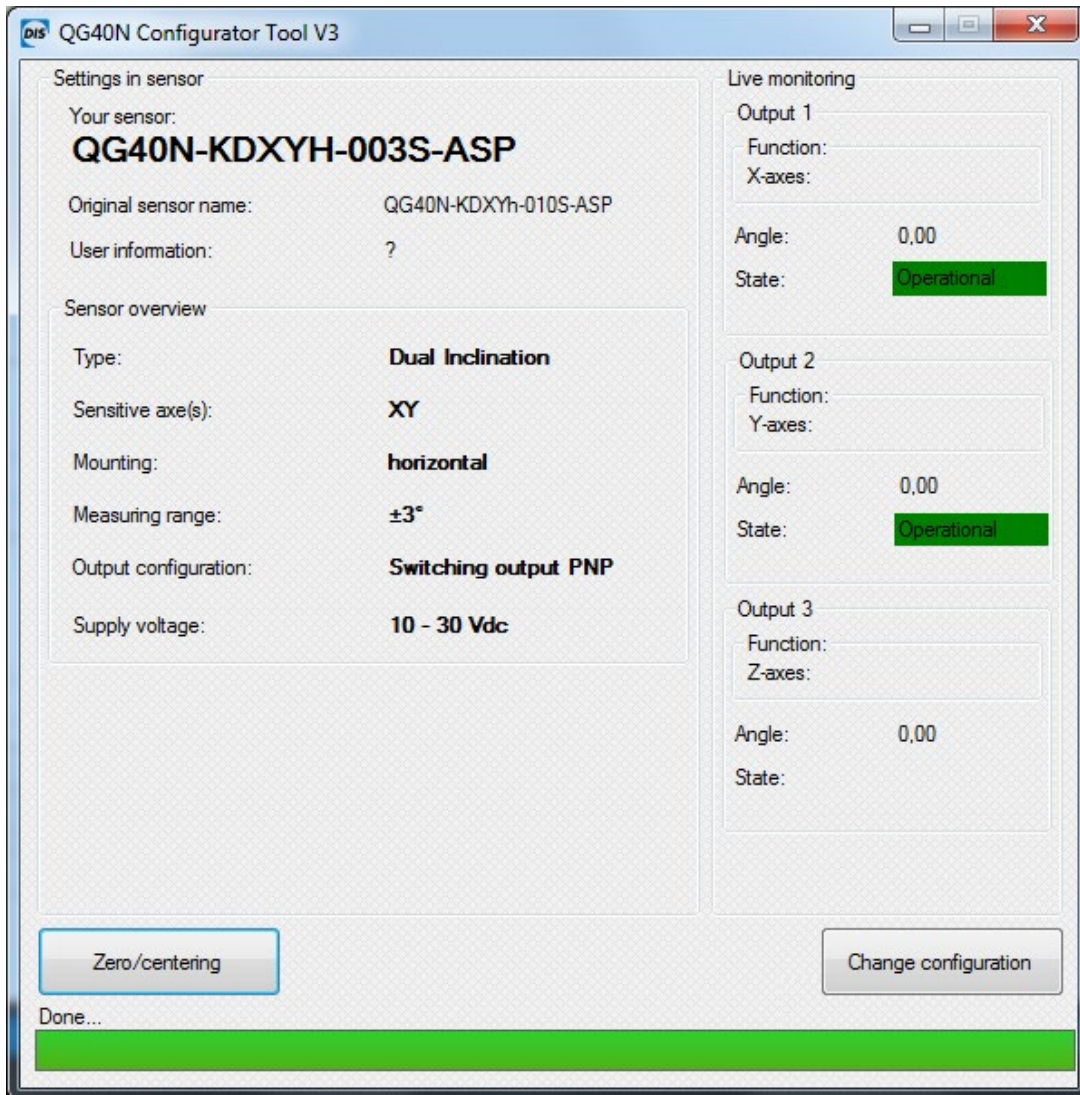 DIS QG40N Configurator Tool V3
Settings in sensor
Your sensor:
QG40N-KDXYH-003S-ASP
Original sensor name: QG40N-KDXYh-010S-ASP
User information: ?
Sensor overview
Type: Dual Inclination
Sensitive axe(s): XY
Mounting: horizontal
Measuring range: ±3°
Output configuration: Switching output PNP
Supply voltage: 10 - 30 Vdc
Live monitoring
Output 1
Function:
X-axes:
Angle: 0,00
State: Operational
Output 2
Function:
Y-axes:
Angle: 0,00
State: Operational
Output 3
Function:
Z-axes:
Angle: 0,00
State:
Zero/centering
Change configuration
Done...